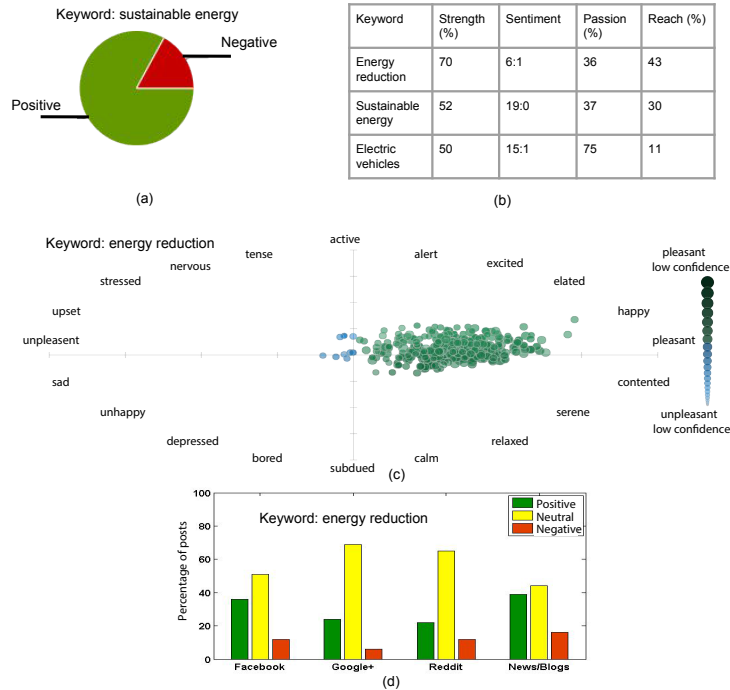 Keyword: sustainable energy
Negative
Positive
(a)
Keyword Strength (%) Sentiment Passion (%) Reach (%)
Energy reduction 70 6:1 36 43
Sustainable energy 52 19:0 37 30
Electric vehicles 50 15:1 75 11
(b)
Keyword: energy reduction
active
tense
alert
nervous
excited
stressed
elated
upset
happy
unpleasent
pleasant
low confidence
pleasant
sad
contented
unhappy
serene
depressed
relaxed
bored
calm
subdued
unpleasant
low confidence
(c)
Keyword: energy reduction
Positive
Neutral
Negative
Percentage of posts
100
80
60
40
20
0
Facebook Google+ Reddit News/Blogs
(d)